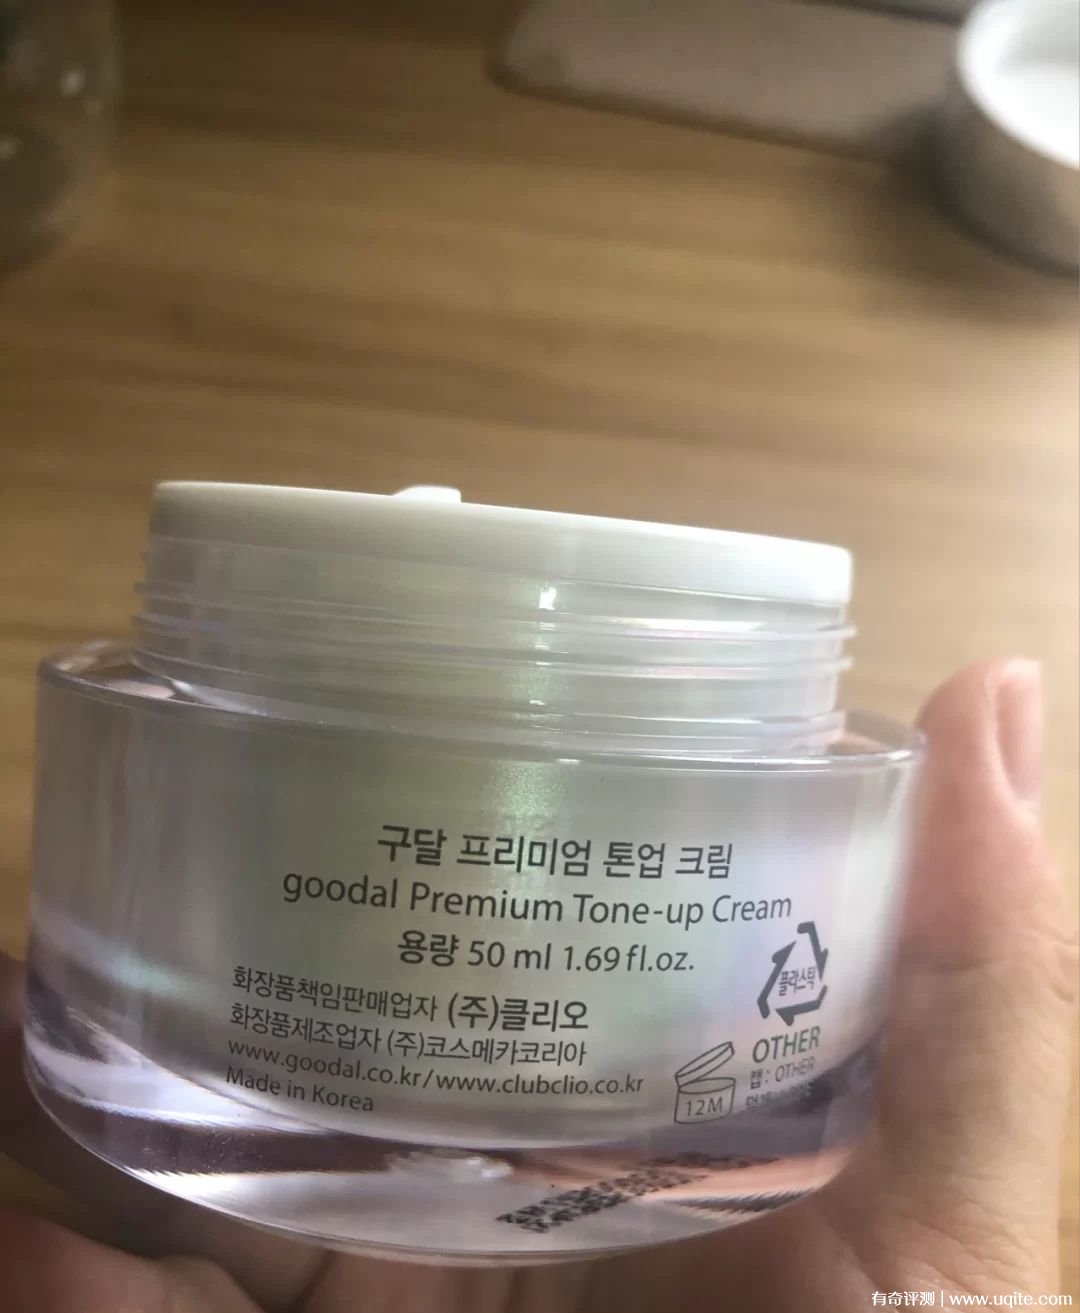 구달 프리미엄 톤업 크림
goodal Premium Tone-up Cream
용량 50 ml 1.69 fl.oz.
화장품책임판매업자 (주)클리오
화장품제조업자 (주)코스메카코리아
www.goodal.co.kr/www.clubclio.co.kr
Made in Korea
플라스틱
OTHER
캡 : OTHER
12M
有奇评测 | www.uqite.com